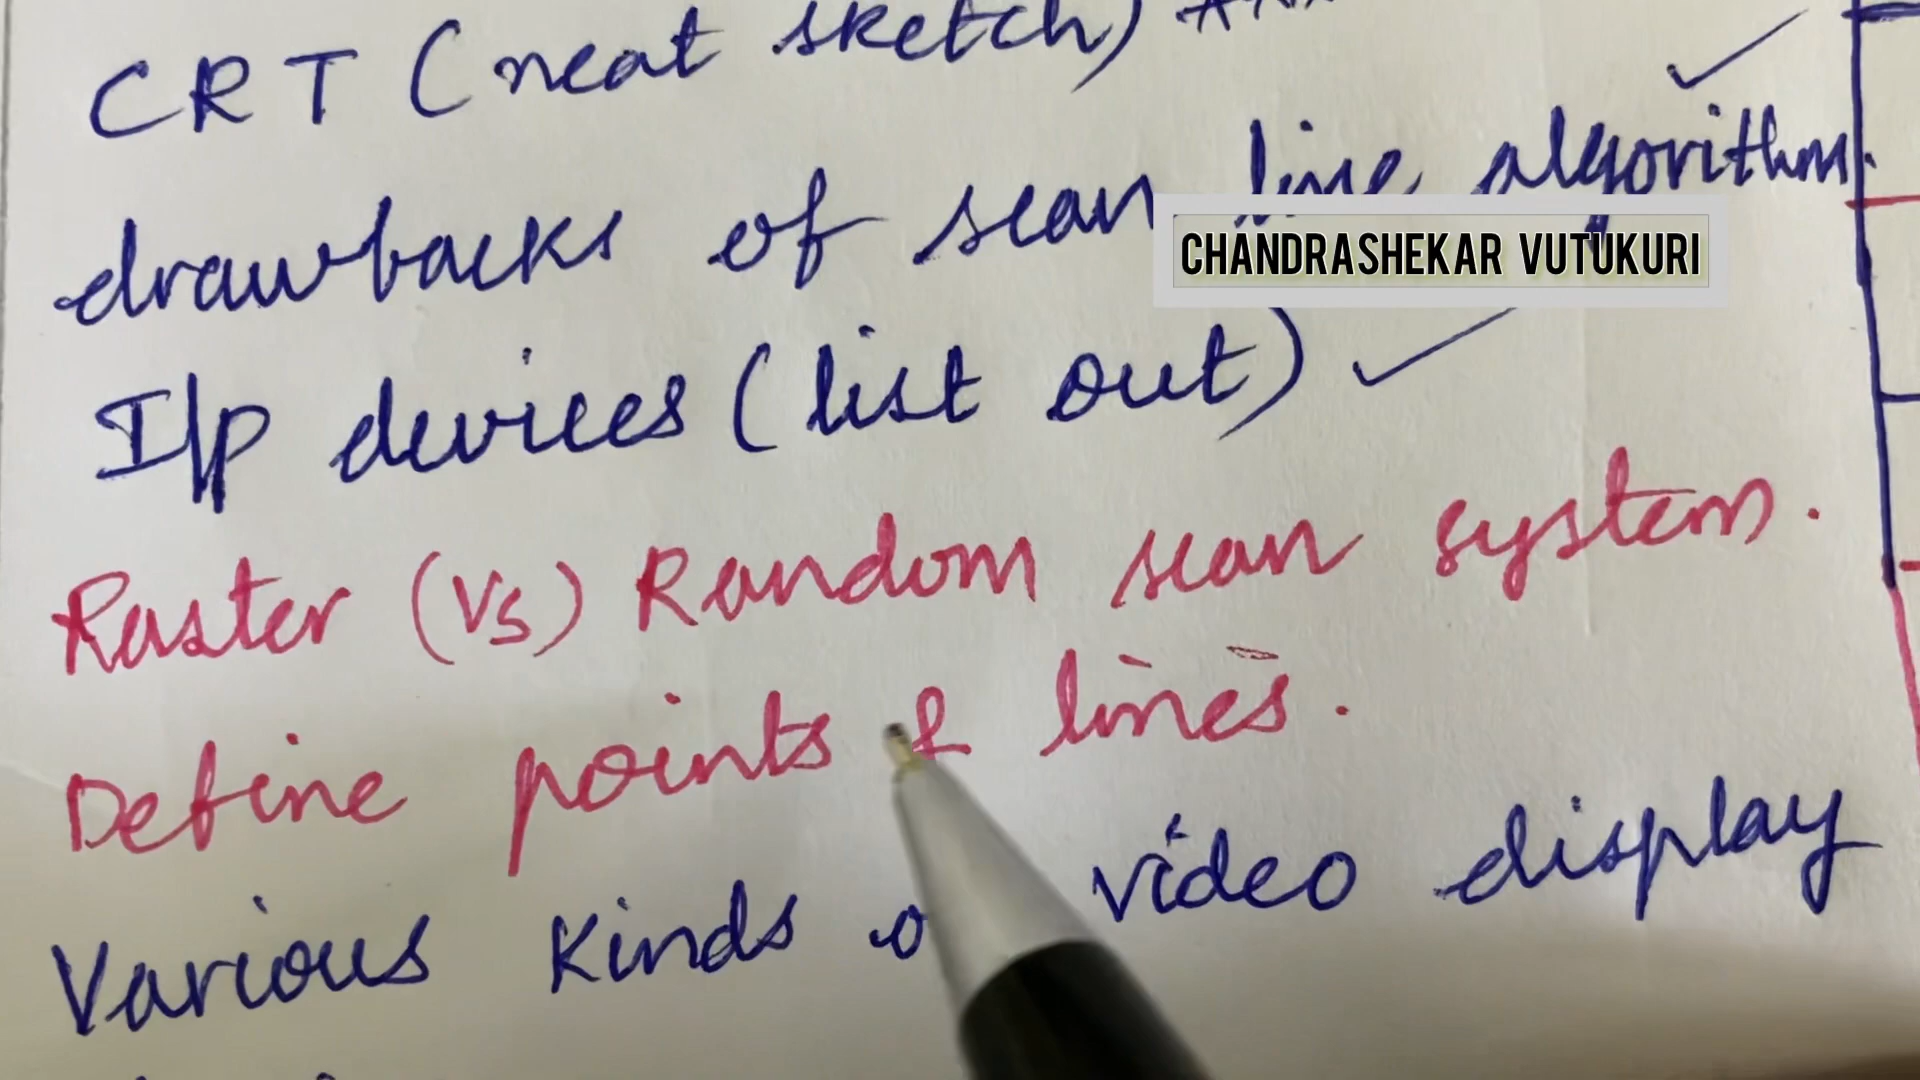 CRT (neat sketch) ****
drawbacks of scan line algorithm.
CHANDRASHEKAR VUTUKURI
I/p devices (list out)
Raster (Vs) Random scan system.
Define points & lines.
Various Kinds video display